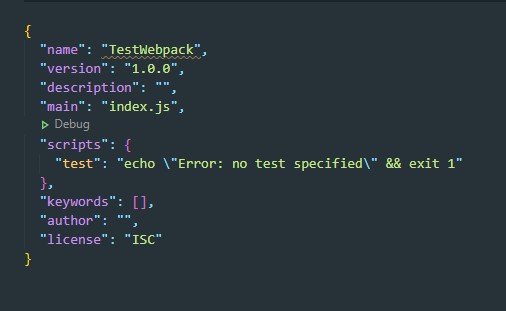 {
"name": "TestWebpack",
"version": "1.0.0",
"description": "",
"main": "index.js",
Debug
"scripts": {
"test": "echo \"Error: no test specified\" && exit 1"
},
"keywords": [],
"author": "",
"license": "ISC"
}